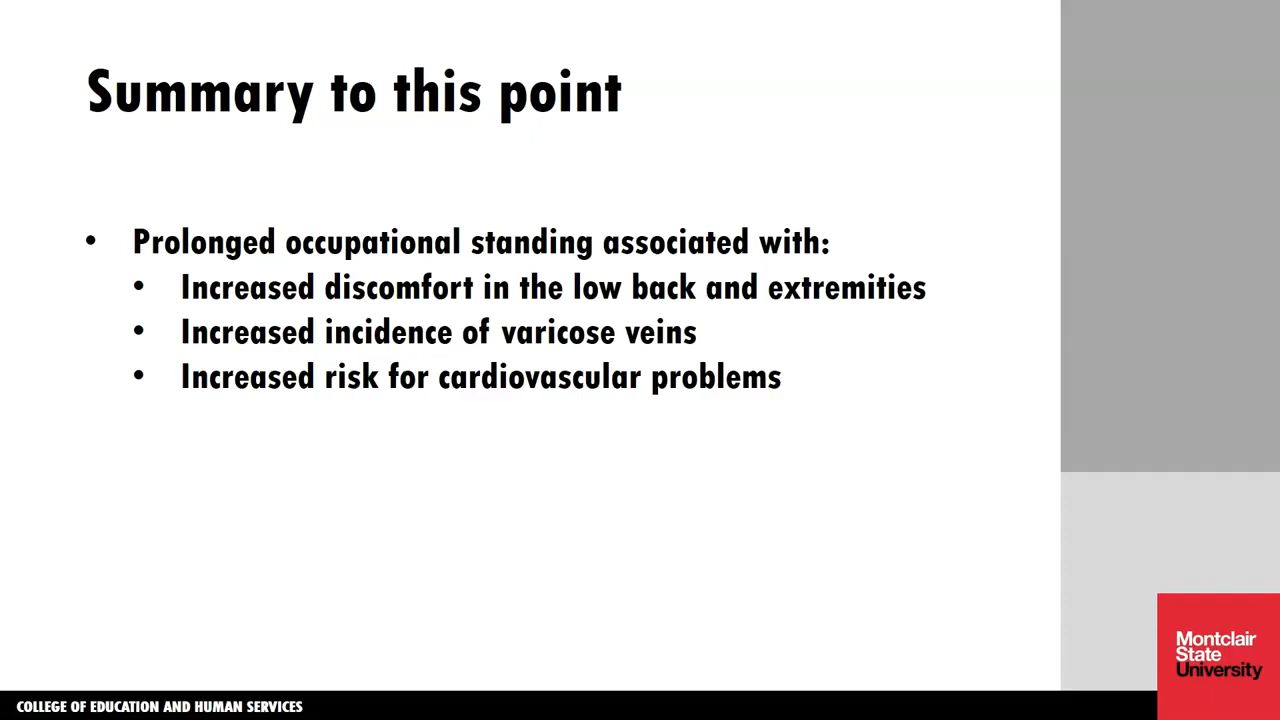 Summary to this point
• Prolonged occupational standing associated with:
• Increased discomfort in the low back and extremities
• Increased incidence of varicose veins
• Increased risk for cardiovascular problems
Montclair
State
University
COLLEGE OF EDUCATION AND HUMAN SERVICES